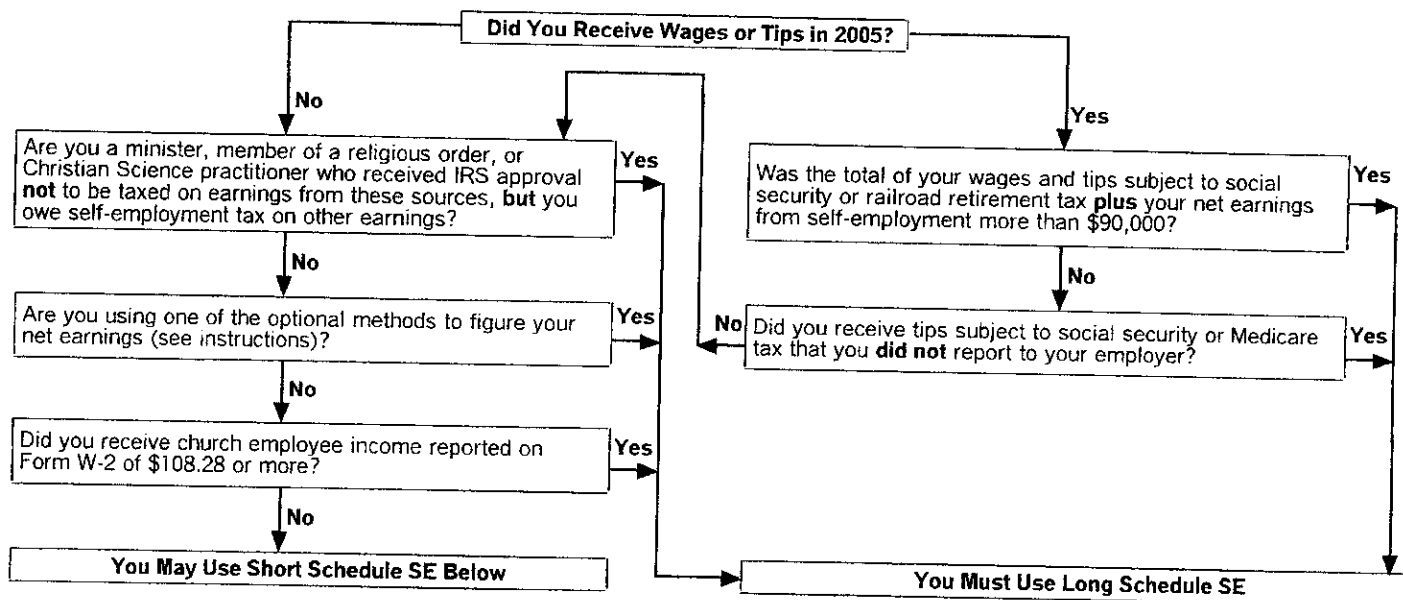 Did You Receive Wages or Tips in 2005?
No
Yes
Are you a minister, member of a religious order, or
Christian Science practitioner who received IRS approval
not to be taxed on earnings from these sources, but you
owe self-employment tax on other earnings?
Yes
Was the total of your wages and tips subject to social
security or railroad retirement tax plus your net earnings
from self-employment more than $90,000?
Yes
No
No
Are you using one of the optional methods to figure your
net earnings (see instructions)?
Yes
No
Did you receive tips subject to social security or Medicare
tax that you did not report to your employer?
Yes
No
Did you receive church employee income reported on
Form W-2 of $108.28 or more?
Yes
No
You May Use Short Schedule SE Below
You Must Use Long Schedule SE